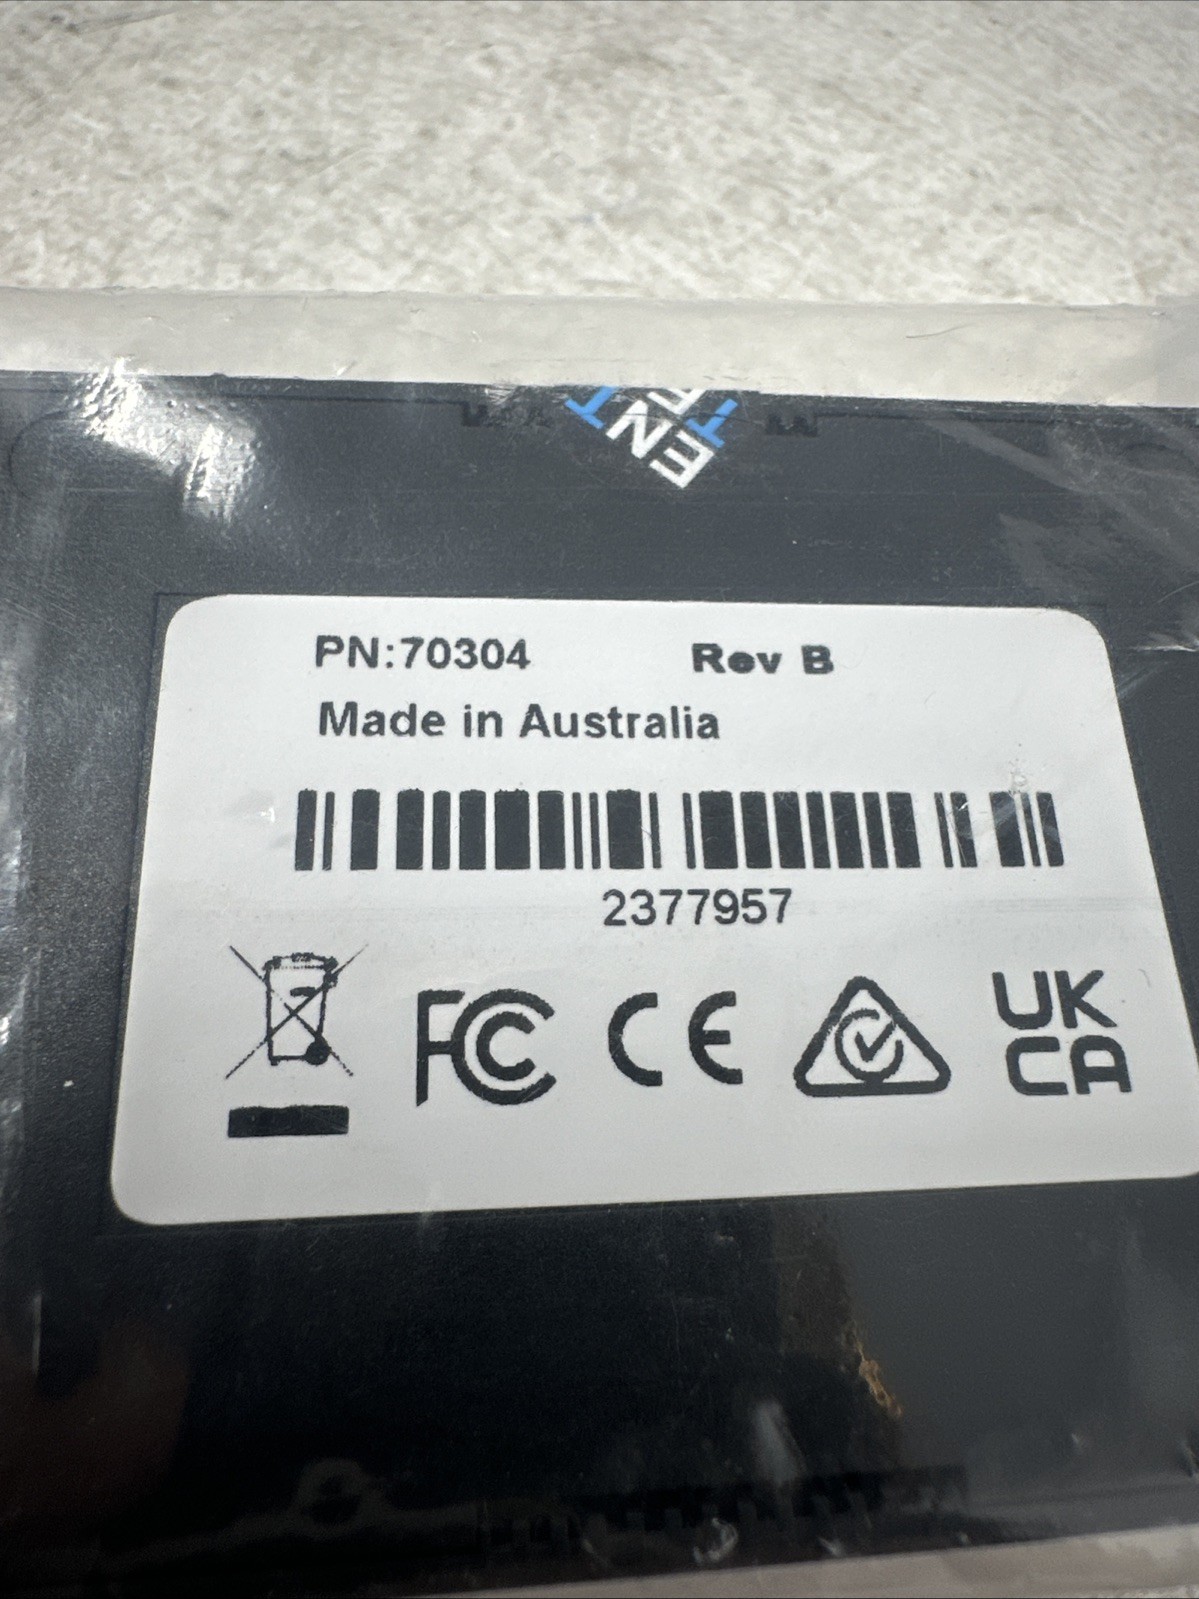 PN:70304 Rev B
Made in Australia
2377957
FC CE UK
CA